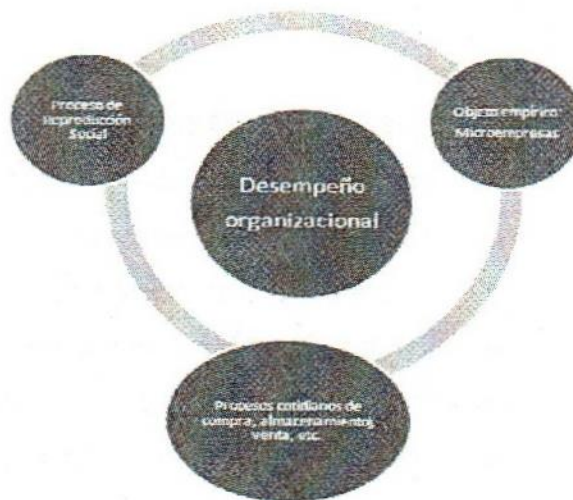 Proceso de
Reproducción
Social
Objeto empírico
Microempresas
Desempeño
organizacional
Procesos cotidianos de
compra, almacenamiento,
venta, etc.